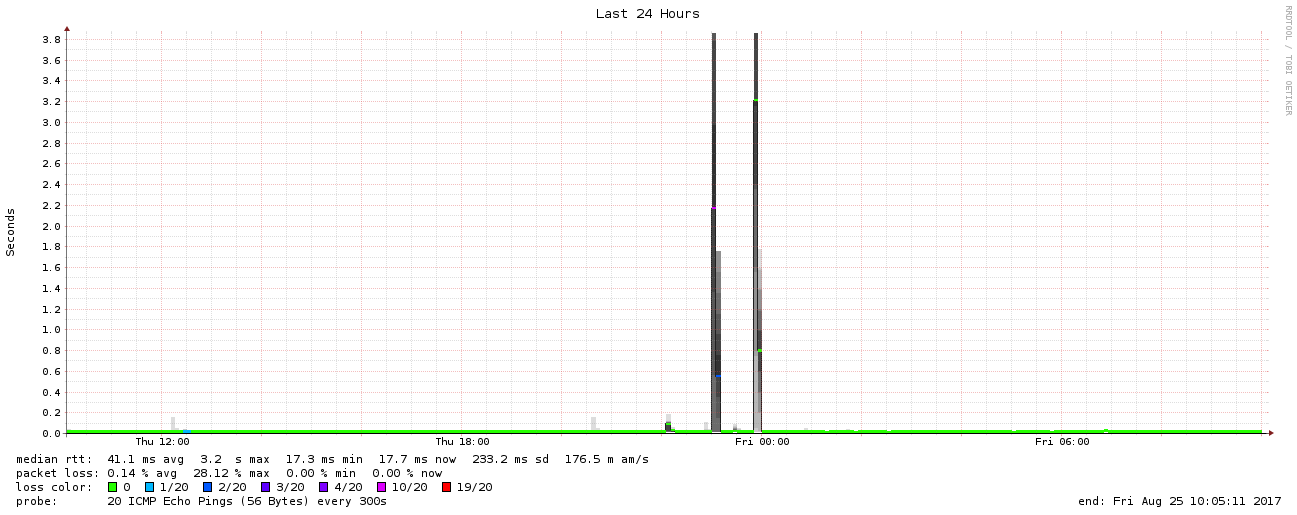 Last 24 Hours
RRDTOOL / TOBI OETIKER
Seconds
3.8
3.6
3.4
3.2
3.0
2.8
2.6
2.4
2.2
2.0
1.8
1.6
1.4
1.2
1.0
0.8
0.6
0.4
0.2
0.0
Thu 12:00 Thu 18:00 Fri 00:00 Fri 06:00
median rtt: 41.1 ms avg 3.2 s max 17.3 ms min 17.7 ms now 233.2 ms sd 176.5 m am/s
packet loss: 0.14 % avg 28.12 % max 0.00 % min 0.00 % now
loss color: 0 1/20 2/20 3/20 4/20 10/20 19/20
probe: 20 ICMP Echo Pings (56 Bytes) every 300s end: Fri Aug 25 10:05:11 2017